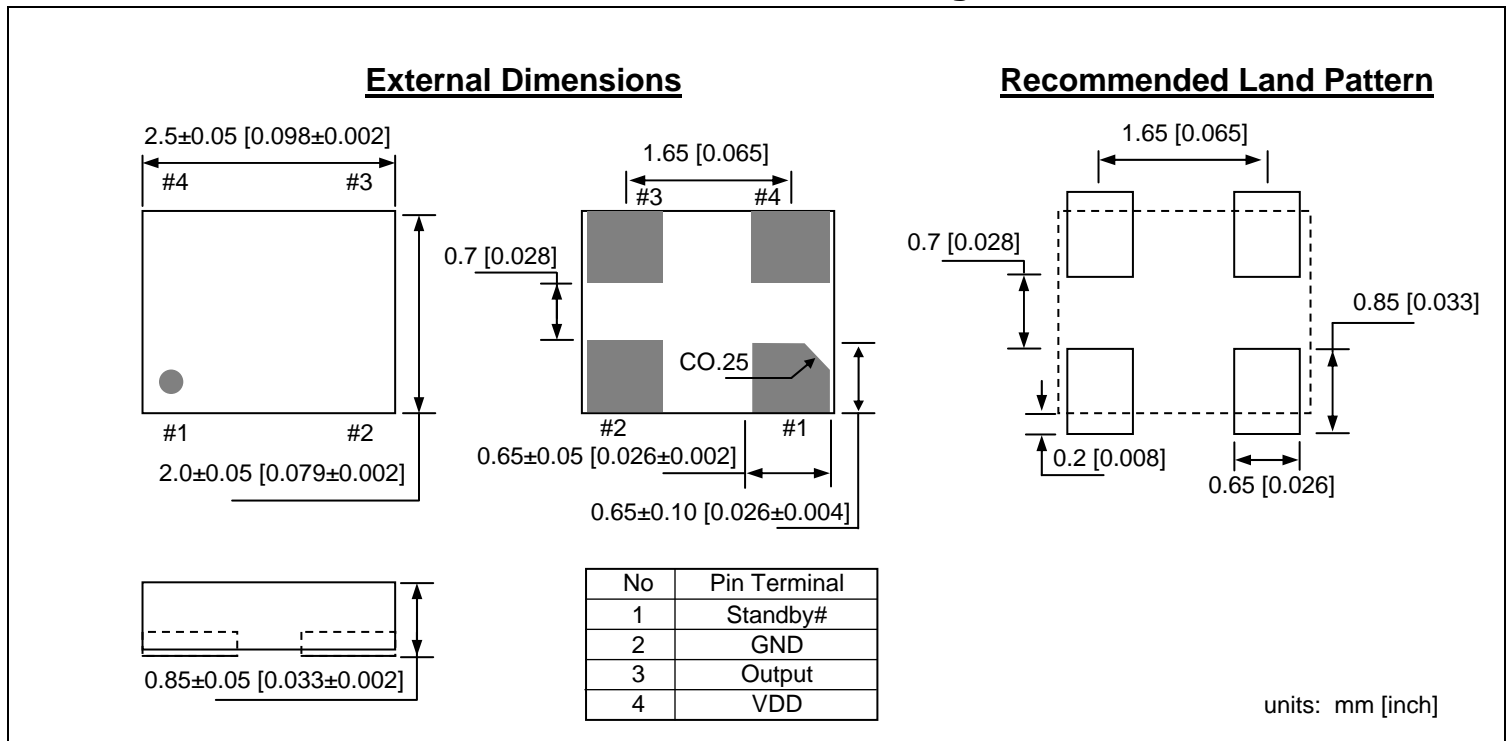 External Dimensions
2.5±0.05 [0.098±0.002]
#4 #3
#1 #2
2.0±0.05 [0.079±0.002]
1.65 [0.065]
#3 #4
0.7 [0.028]
CO.25
#2 #1
0.65±0.05 [0.026±0.002]
0.65±0.10 [0.026±0.004]
Recommended Land Pattern
1.65 [0.065]
0.7 [0.028]
0.85 [0.033]
0.2 [0.008]
0.65 [0.026]
0.85±0.05 [0.033±0.002]
No Pin Terminal
1 Standby#
2 GND
3 Output
4 VDD
units: mm [inch]